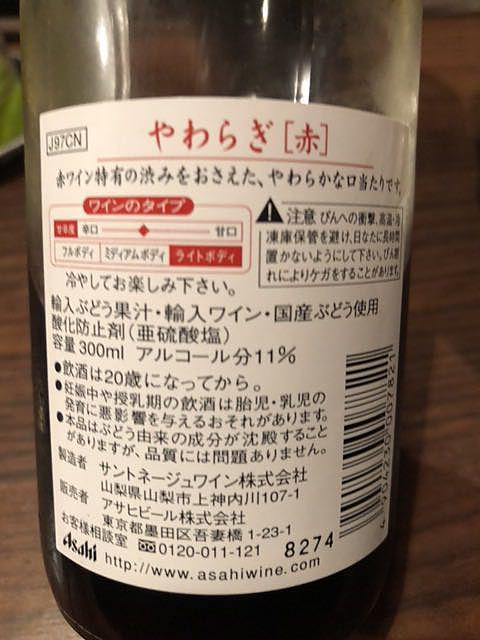 J97CN
やわらぎ[赤]
赤ワイン特有の渋みをおさえた、やわらかな口当たりです。
ワインのタイプ
甘辛度 辛口 甘口
フルボディ ミディアムボディ ライトボディ
注意 びんへの衝撃、高温・冷
凍庫保管を避け、日なたに長時間
置かないようにして下さい。びん割
れによりケガをすることがあります。
冷やしてお楽しみ下さい。
輸入ぶどう果汁・輸入ワイン・国産ぶどう使用
酸化防止剤(亜硫酸塩)
容量 300ml アルコール分11%
●飲酒は20歳になってから。
●妊娠中や授乳期の飲酒は胎児・乳児の
発育に悪影響を与えるおそれがあります。
●本品はぶどう由来の成分が沈殿すること
がありますが、品質には問題ありません。
製造者 サントネージュワイン株式会社
山梨県山梨市上神内川107-1
販売者 アサヒビール株式会社
東京都墨田区吾妻橋1-23-1
お客様相談室 0120-011-121 8274
Asahi http://www.asahiwine.com
4 904230 007821